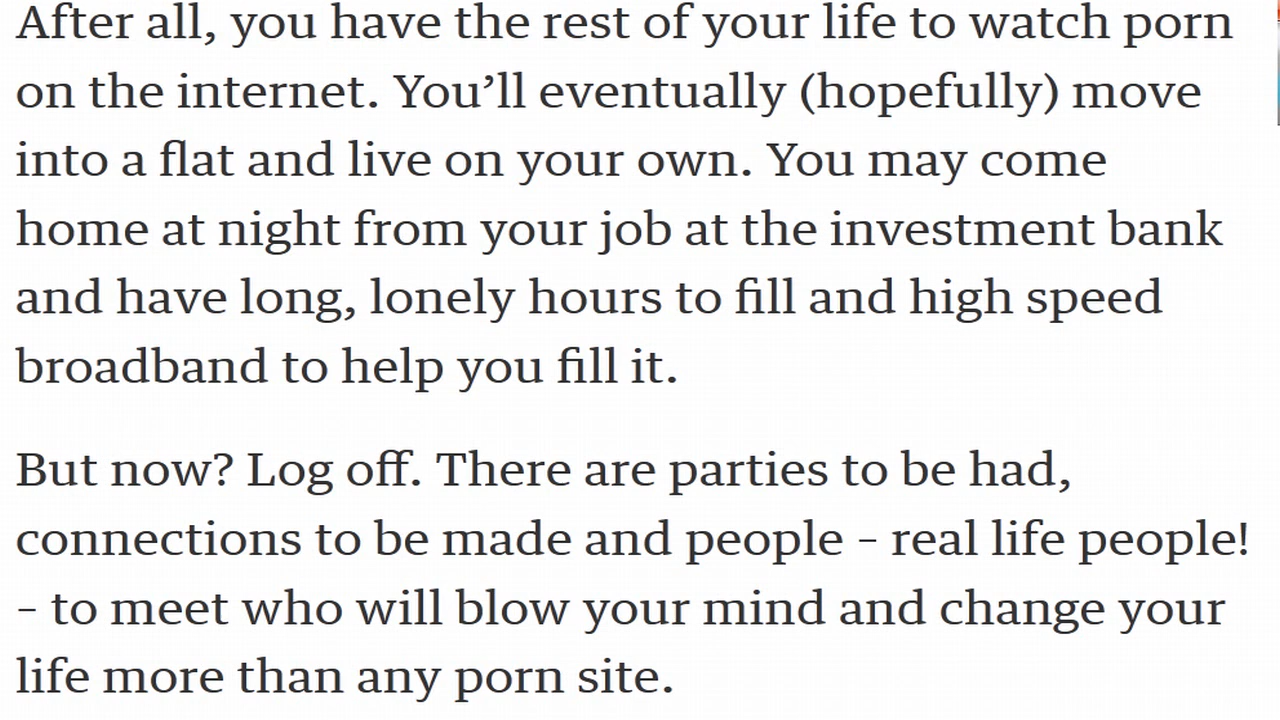 After all, you have the rest of your life to watch porn
on the internet. You’ll eventually (hopefully) move
into a flat and live on your own. You may come
home at night from your job at the investment bank
and have long, lonely hours to fill and high speed
broadband to help you fill it.
But now? Log off. There are parties to be had,
connections to be made and people – real life people!
– to meet who will blow your mind and change your
life more than any porn site.